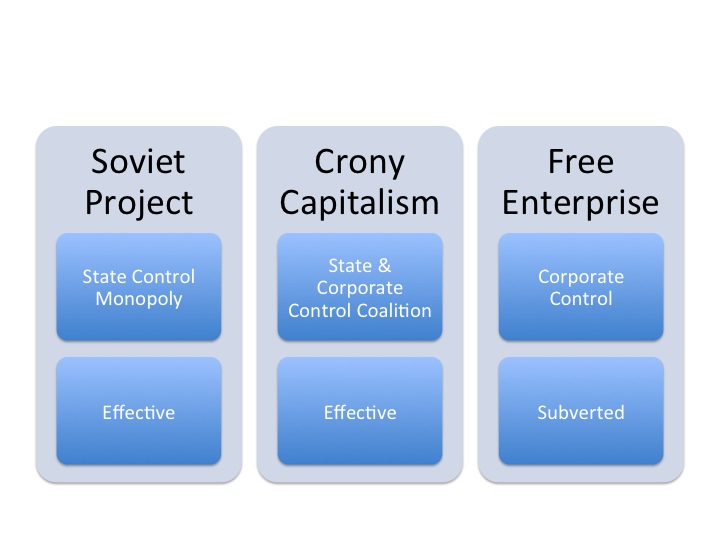 Soviet
Project
State Control
Monopoly
Effective
Crony
Capitalism
State &
Corporate
Control Coalition
Effective
Free
Enterprise
Corporate
Control
Subverted